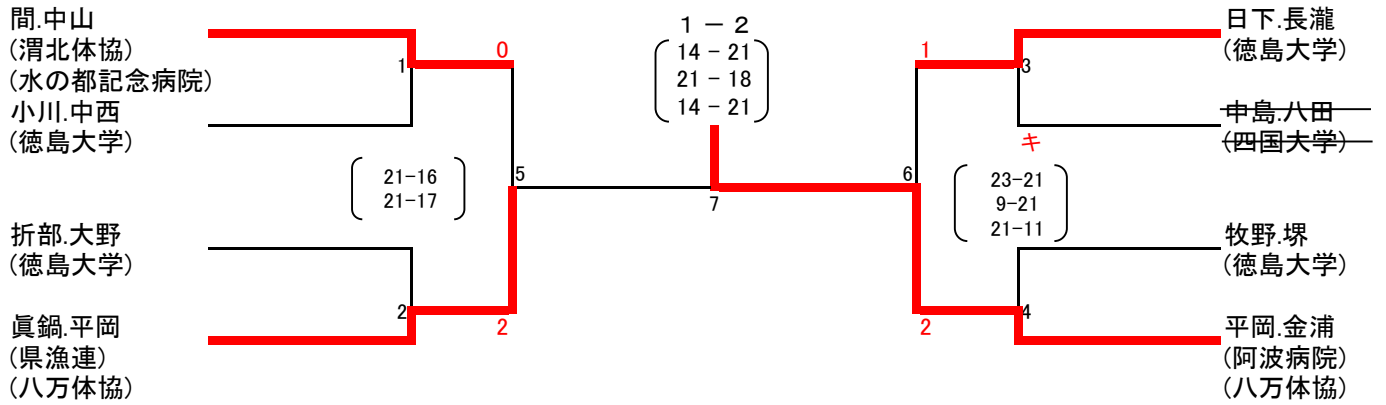 間.中山
(渭北体協)
(水の都記念病院)
小川.中西
(徳島大学)
折部.大野
(徳島大学)
眞鍋.平岡
(県漁連)
(八万体協)
1
2
0
2
21-16
21-17
5
1 － 2
14 - 21
21 - 18
14 - 21
7
6
1
2
23-21
9-21
21-11
3
キ
4
日下.長瀧
(徳島大学)
中島.八田
(四国大学)
牧野.堺
(徳島大学)
平岡.金浦
(阿波病院)
(八万体協)